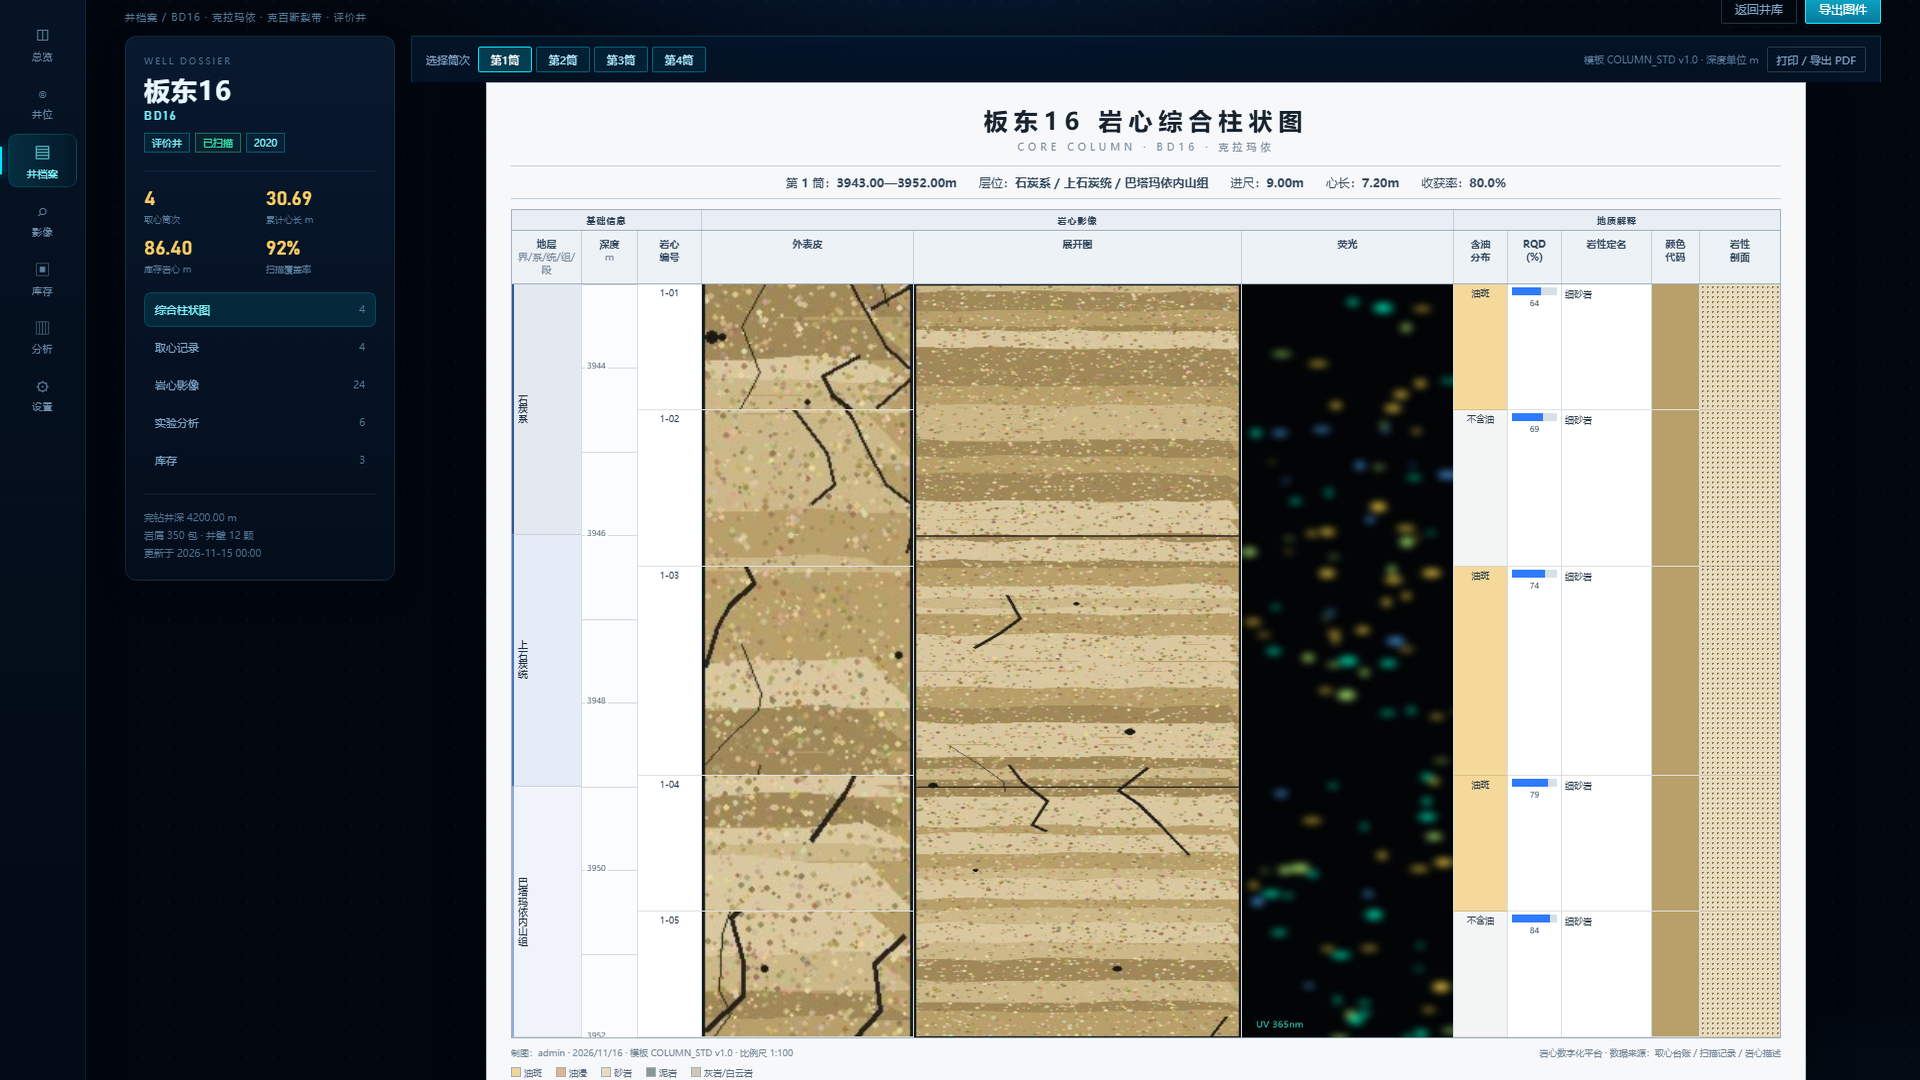 井档案 / BD16 · 克拉玛依 · 克百断裂带 · 评价井
返回井库
导出图件
总览
井位
井档案
影像
库存
分析
设置
WELL DOSSIER
板东16
BD16
评价井
已扫描
2020
4
取心筒次
30.69
累计心长 m
86.40
库存岩心 m
92%
扫描覆盖率
综合柱状图 4
取心记录 4
岩心影像 24
实验分析 6
库存 3
完钻井深 4200.00 m
岩屑 350 包 · 井壁 12 颗
更新于 2026-11-15 00:00
选择筒次
第1筒
第2筒
第3筒
第4筒
模板 COLUMN_STD v1.0 · 深度单位 m
打印 / 导出 PDF
板东16 岩心综合柱状图
CORE COLUMN · BD16 · 克拉玛依
第 1 筒：3943.00—3952.00m 层位：石炭系 / 上石炭统 / 巴塔玛依内山组 进尺：9.00m 心长：7.20m 收获率：80.0%
基础信息
岩心影像
地质解释
地层
界/系/统/组/
段
深度
m
岩心
编号
外表皮
展开图
荧光
含油
分布
RQD
(%)
岩性定名
颜色
代码
岩性
剖面
石炭系
上石炭统
巴塔玛依内山组
3944
3946
3948
3950
3952
1-01
油斑
64
细砂岩
1-02
不含油
69
细砂岩
1-03
油斑
74
细砂岩
1-04
油斑
79
细砂岩
1-05
不含油
84
细砂岩
UV 365nm
制图：admin · 2026/11/16 · 模板 COLUMN_STD v1.0 · 比例尺 1:100
岩心数字化平台 · 数据来源：取心台账 / 扫描记录 / 岩心描述
油斑
油浸
砂岩
泥岩
灰岩/白云岩